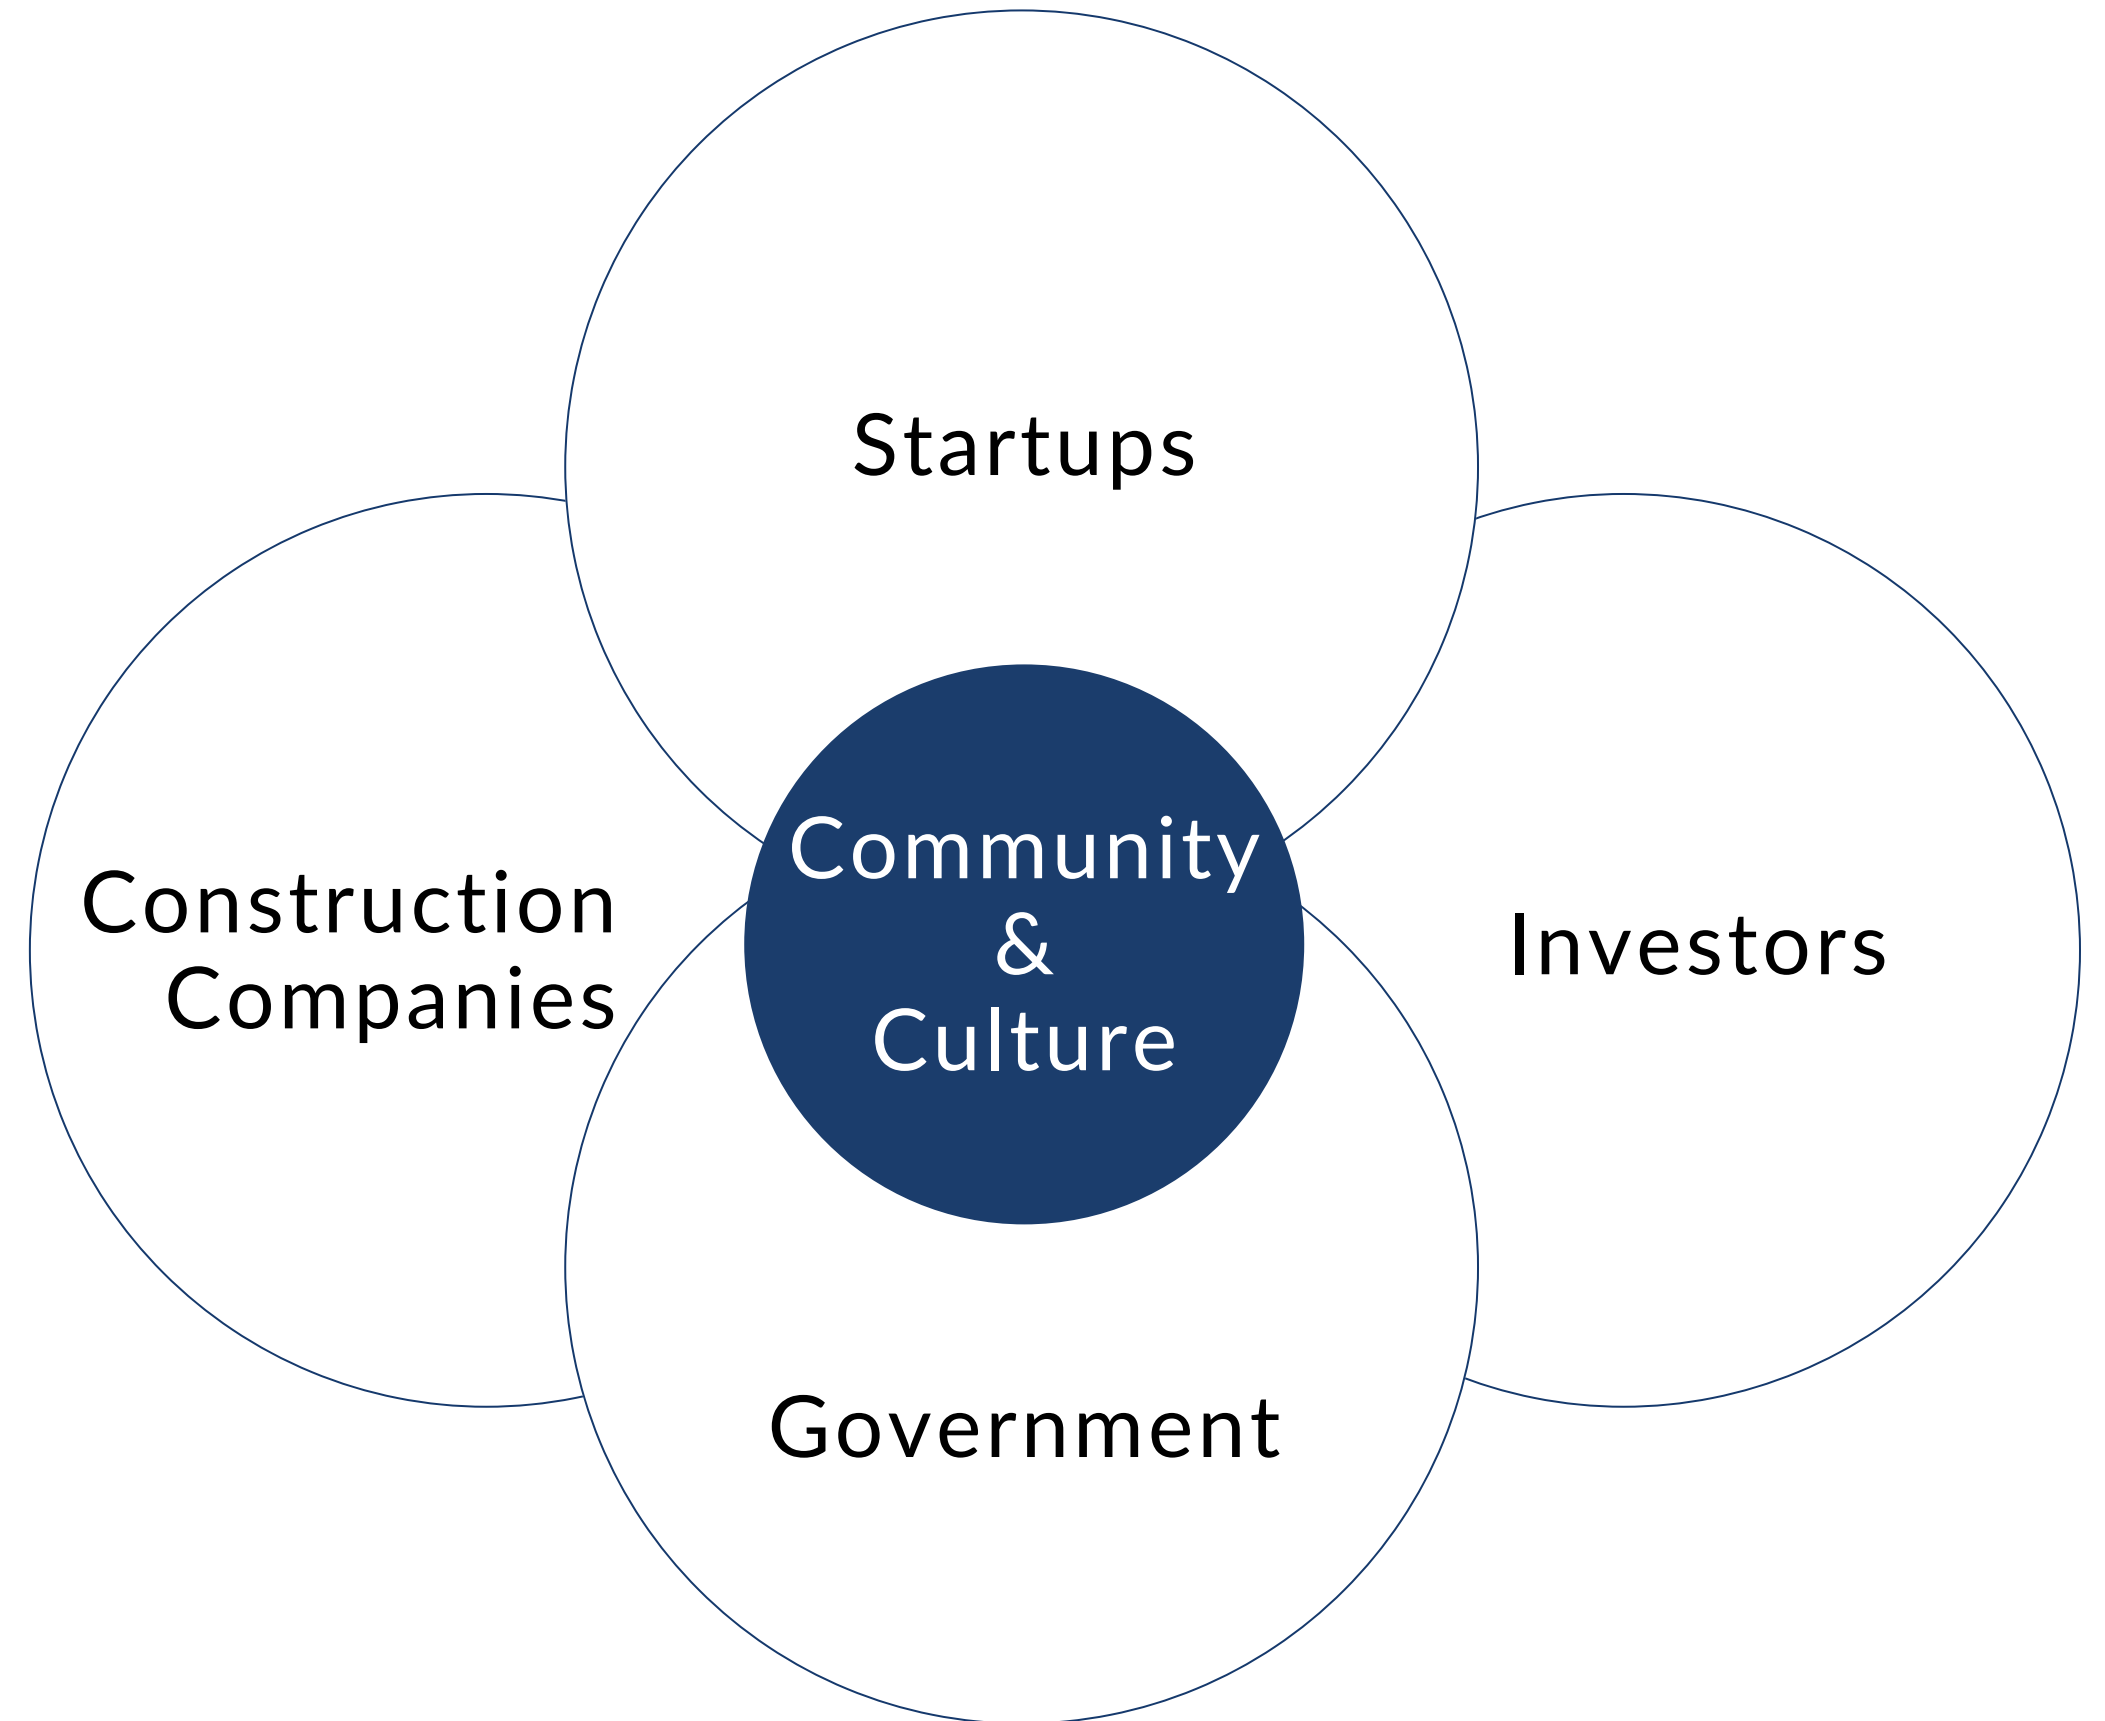 Startups
Construction
Companies
Community
&
Culture
Investors
Government